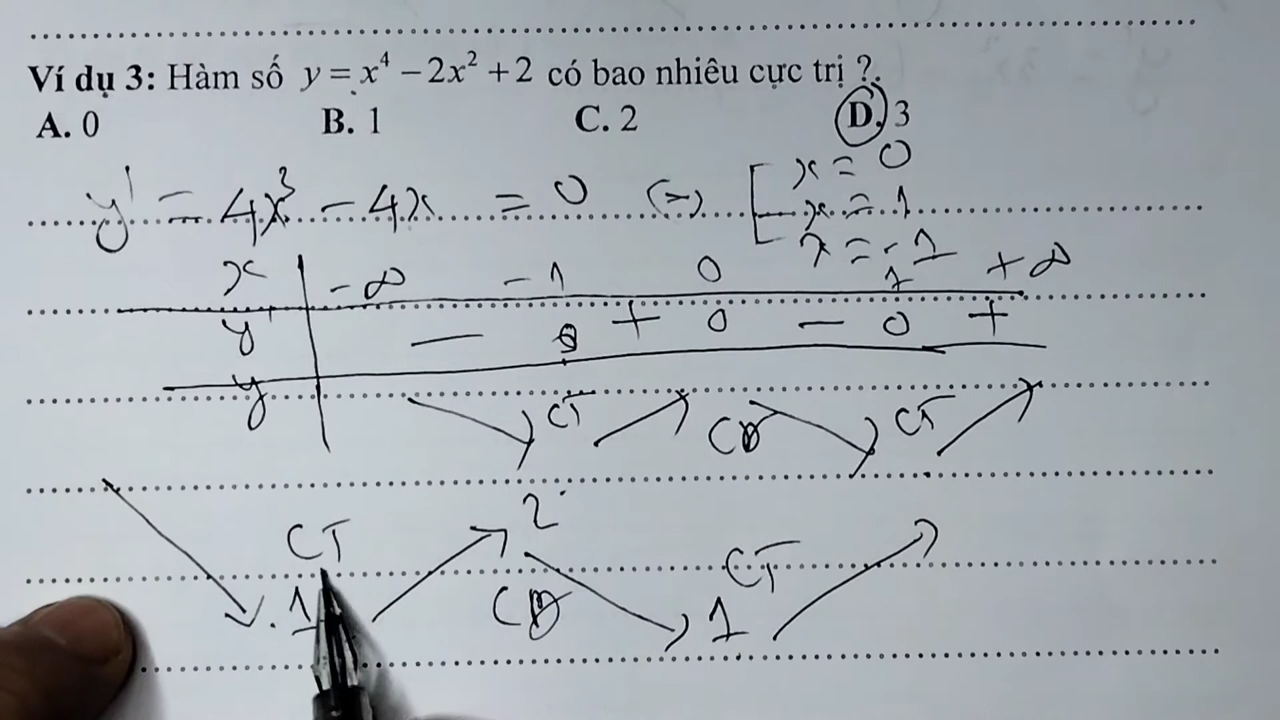 Ví dụ 3: Hàm số y = x⁴ − 2x² + 2 có bao nhiêu cực trị ?.
A. 0 B. 1 C. 2 D. 3
y' = 4x³ − 4x = 0 (=) [ x = 0
x = 1
x = -1
x -∞ -1 0 1 +∞
y' − 0 + 0 − 0 +
y CT CĐ CT
2
CT CT
1 CĐ 1